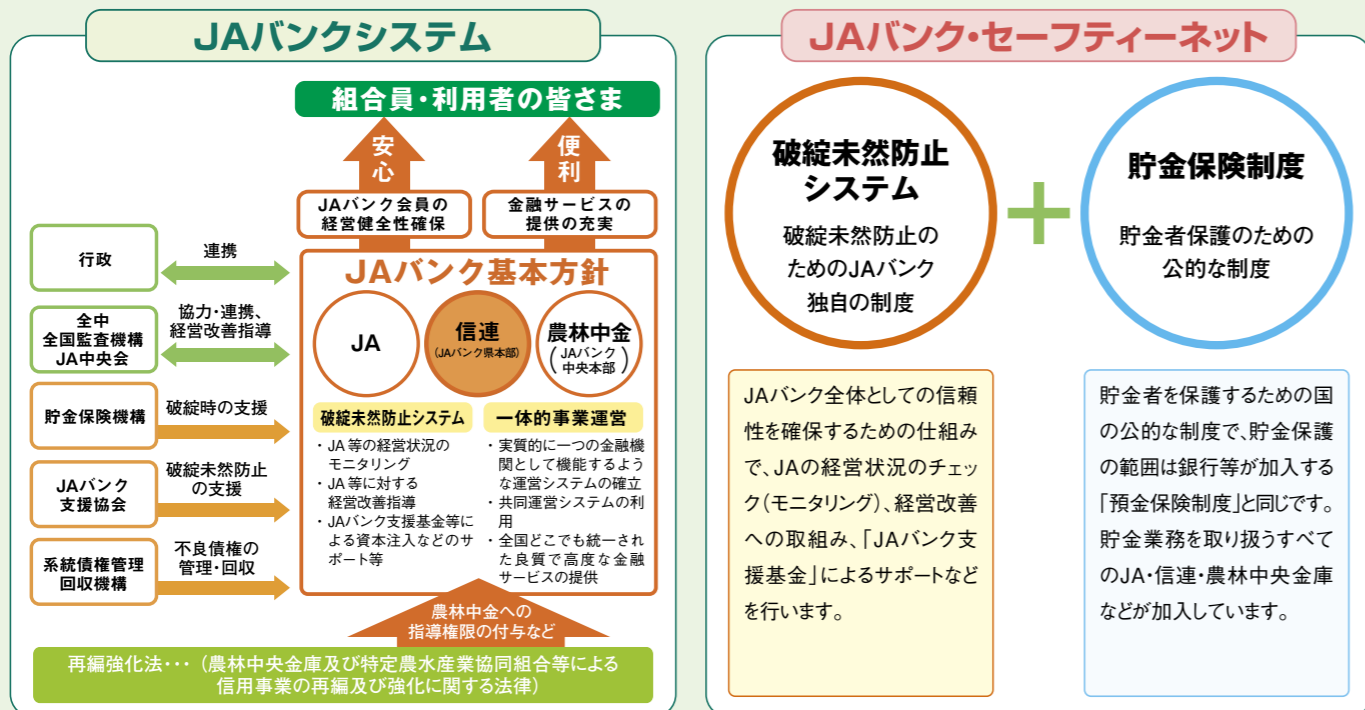 JAバンクシステム
組合員・利用者の皆さま
安心
便利
JAバンク会員の
経営健全性確保
金融サービスの
提供の充実
行政
連携
全中
全国監査機構
JA中央会
協力・連携、
経営改善指導
貯金保険機構
破綻時の支援
JAバンク
支援協会
破綻未然防止
の支援
系統債権管理
回収機構
不良債権の
管理・回収
JAバンク基本方針
JA
信連
(JAバンク県本部)
農林中金
(JAバンク
中央本部)
破綻未然防止システム
・JA等の経営状況の
モニタリング
・JA等に対する
経営改善指導
・JAバンク支援基金等に
よる資本注入などのサ
ポート等
一体的事業運営
・実質的に一つの金融機
関として機能するよう
な運営システムの確立
・共同運営システムの利
用
・全国どこでも統一され
た良質で高度な金融
サービスの提供
農林中金への
指導権限の付与など
再編強化法･･･（農林中央金庫及び特定農水産業協同組合等による
信用事業の再編及び強化に関する法律）
JAバンク・セーフティーネット
破綻未然防止
システム
破綻未然防止の
ためのJAバンク
独自の制度
+
貯金保険制度
貯金者保護のための
公的な制度
JAバンク全体としての信頼
性を確保するための仕組み
で、JAの経営状況のチェッ
ク(モニタリング)、経営改善
への取組み、「JAバンク支
援基金」によるサポートなど
を行います。
貯金者を保護するための国
の公的な制度で、貯金保護
の範囲は銀行等が加入する
「預金保険制度」と同じです。
貯金業務を取り扱うすべて
のJA・信連・農林中央金庫
などが加入しています。